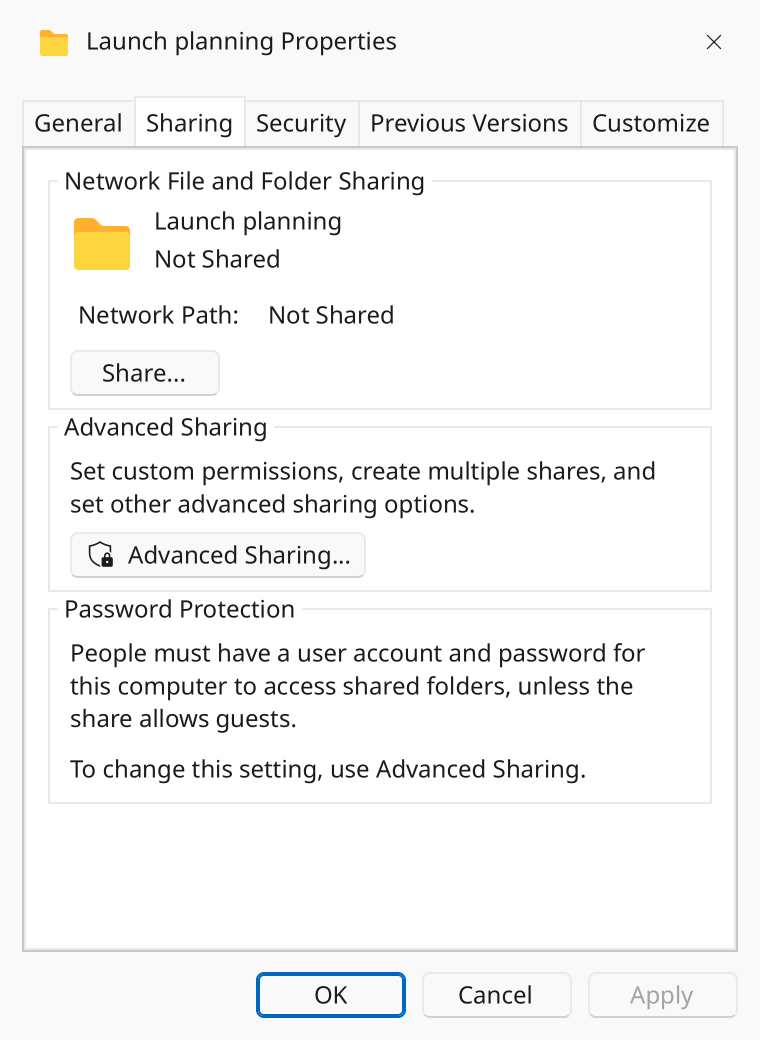 Launch planning Properties
General Sharing Security Previous Versions Customize
Network File and Folder Sharing
Launch planning
Not Shared
Network Path: Not Shared
Share...
Advanced Sharing
Set custom permissions, create multiple shares, and
set other advanced sharing options.
Advanced Sharing...
Password Protection
People must have a user account and password for
this computer to access shared folders, unless the
share allows guests.
To change this setting, use Advanced Sharing.
OK Cancel Apply